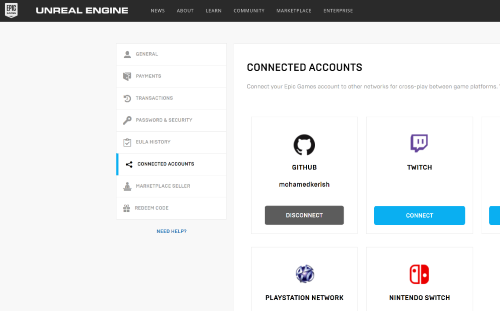 EPIC GAMES
UNREAL ENGINE
NEWS ABOUT LEARN COMMUNITY MARKETPLACE ENTERPRISE
GENERAL
PAYMENTS
TRANSACTIONS
PASSWORD & SECURITY
EULA HISTORY
CONNECTED ACCOUNTS
MARKETPLACE SELLER
REDEEM CODE
NEED HELP?
CONNECTED ACCOUNTS
Connect your Epic Games account to other networks for cross-play between game platforms.
GITHUB
mohamedkerish
DISCONNECT
TWITCH
CONNECT
PLAYSTATION NETWORK
NINTENDO SWITCH